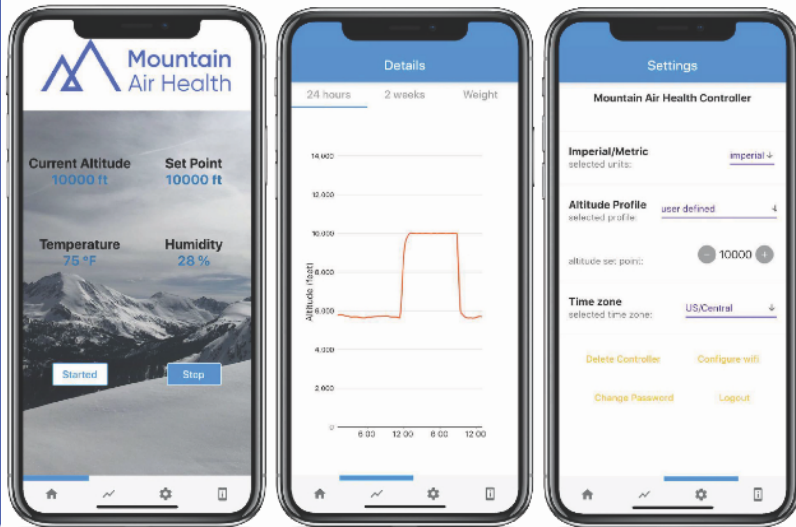 Mountain
Air Health
Current Altitude
10000 ft
Set Point
10000 ft
Temperature
75 °F
Humidity
28 %
Started
Stop
Details
24 hours
2 weeks
Weight
14,000
12,000
10,000
8,000
6,000
4,000
2,000
0
Altitude (feet)
6:00
12:00
6:00
12:00
Settings
Mountain Air Health Controller
Imperial/Metric
selected units:
imperial
Altitude Profile
selected profile:
user defined
altitude set point:
10000
Time zone
selected time zone:
US/Central
Delete Controller
Configure wifi
Change Password
Logout